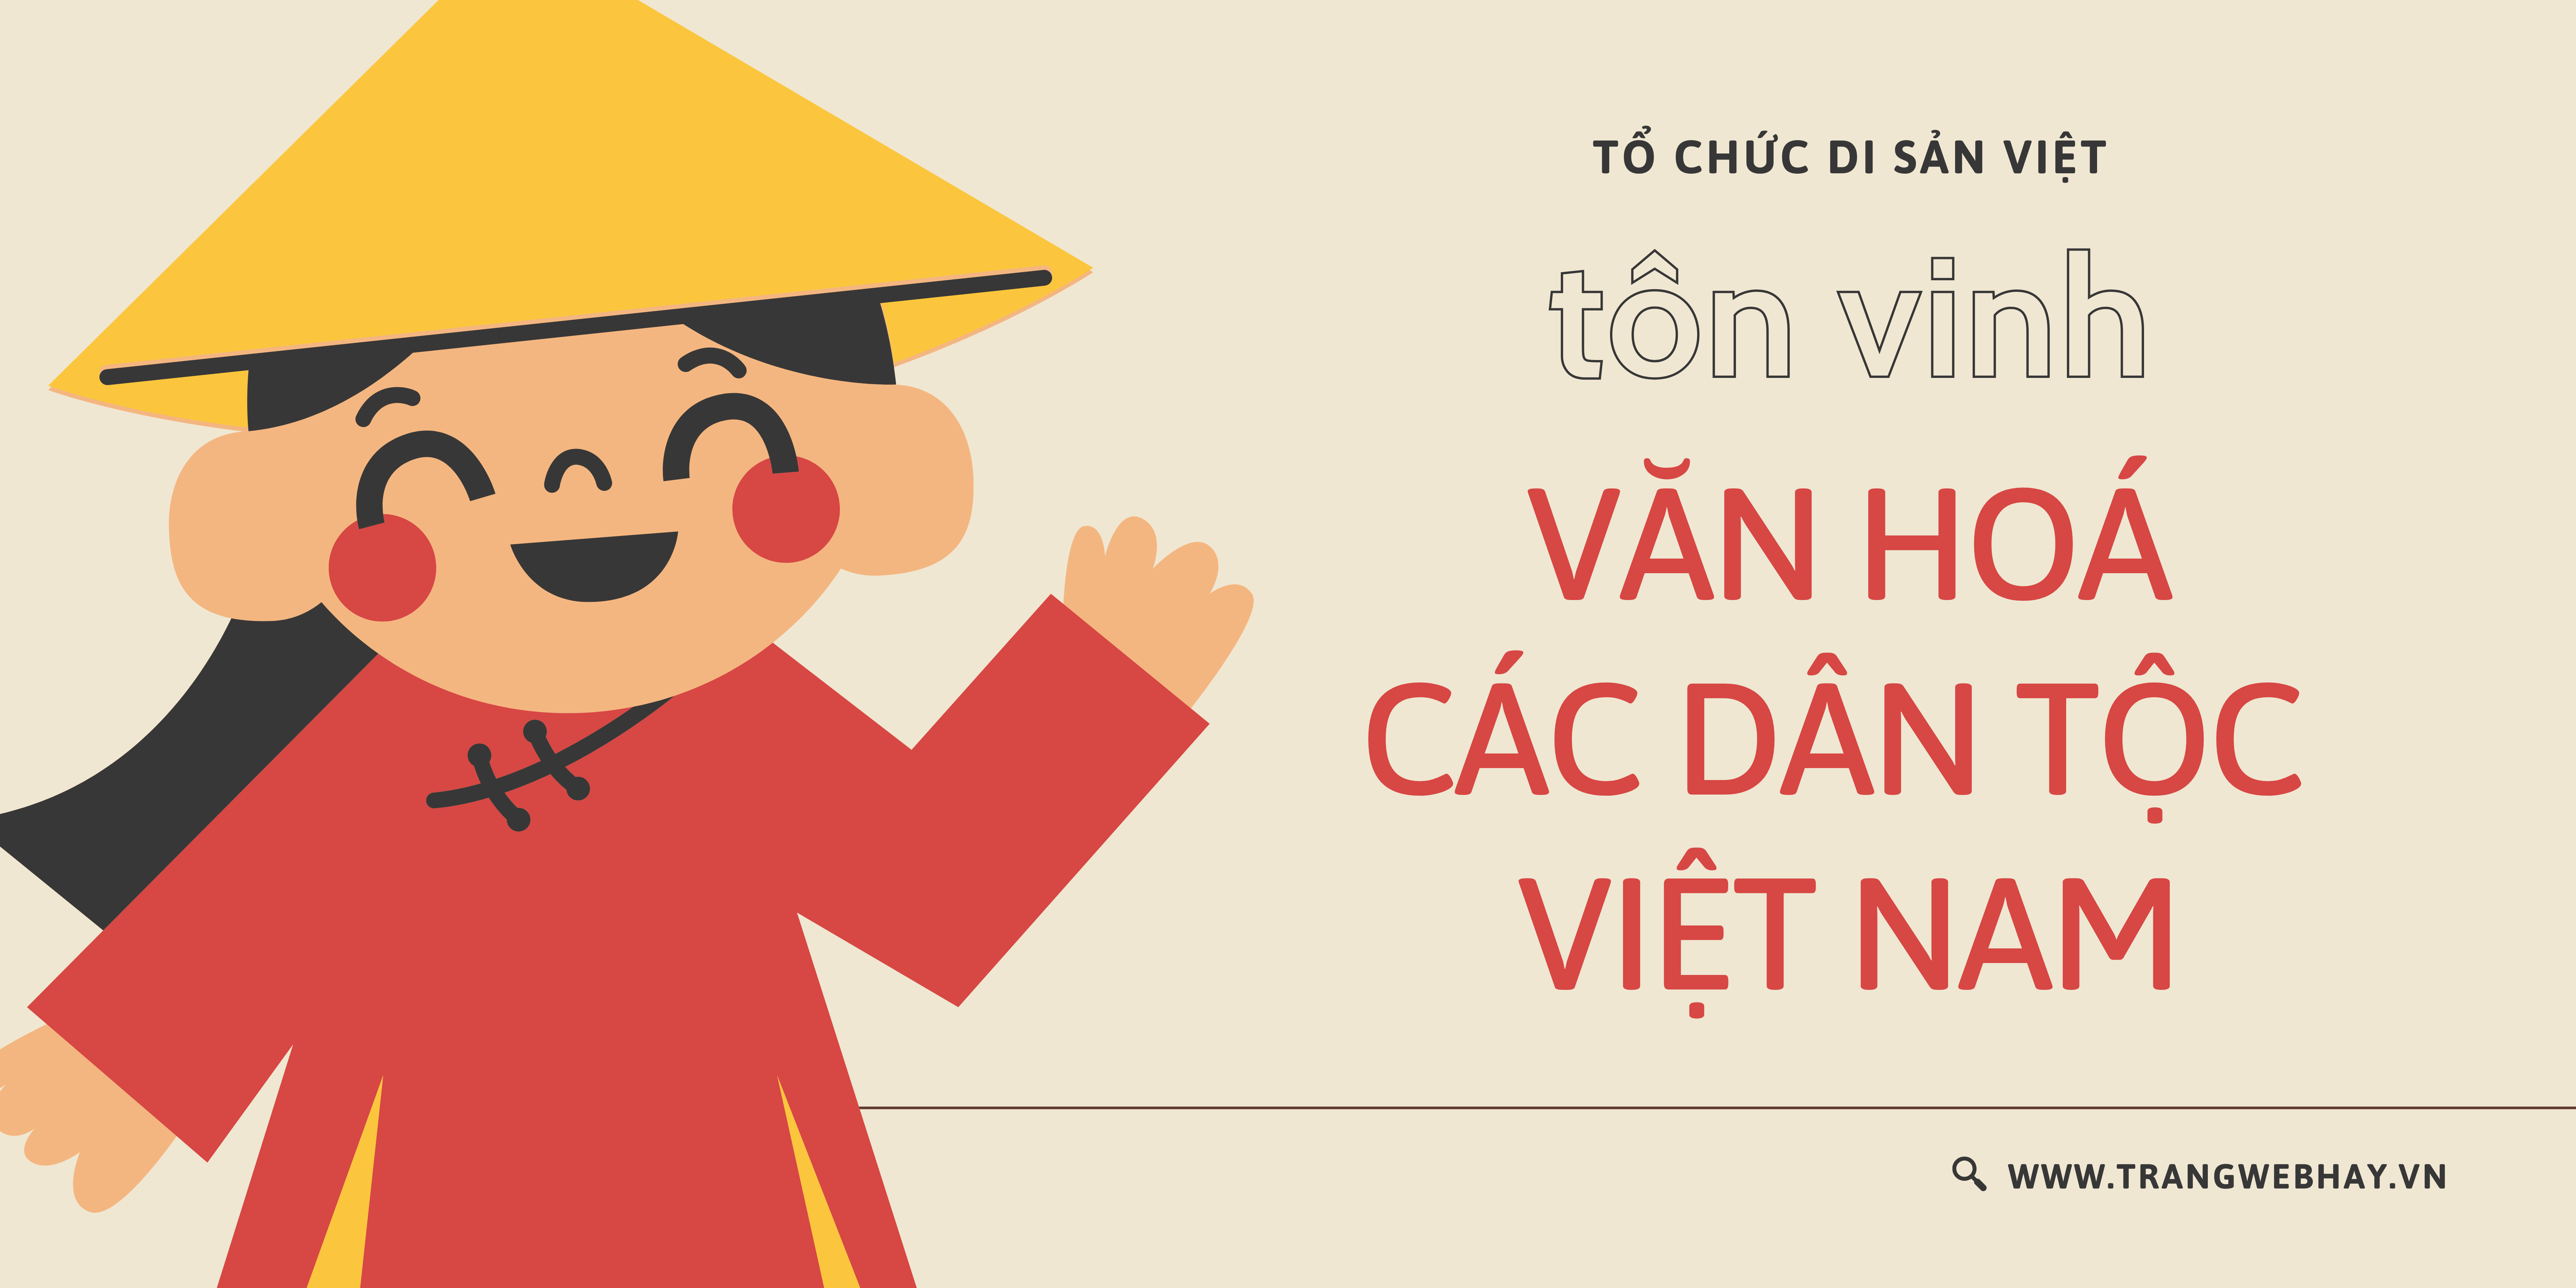 TỔ CHỨC DI SẢN VIỆT
tôn vinh
VĂN HOÁ
CÁC DÂN TỘC
VIỆT NAM
WWW.TRANGWEBHAY.VN